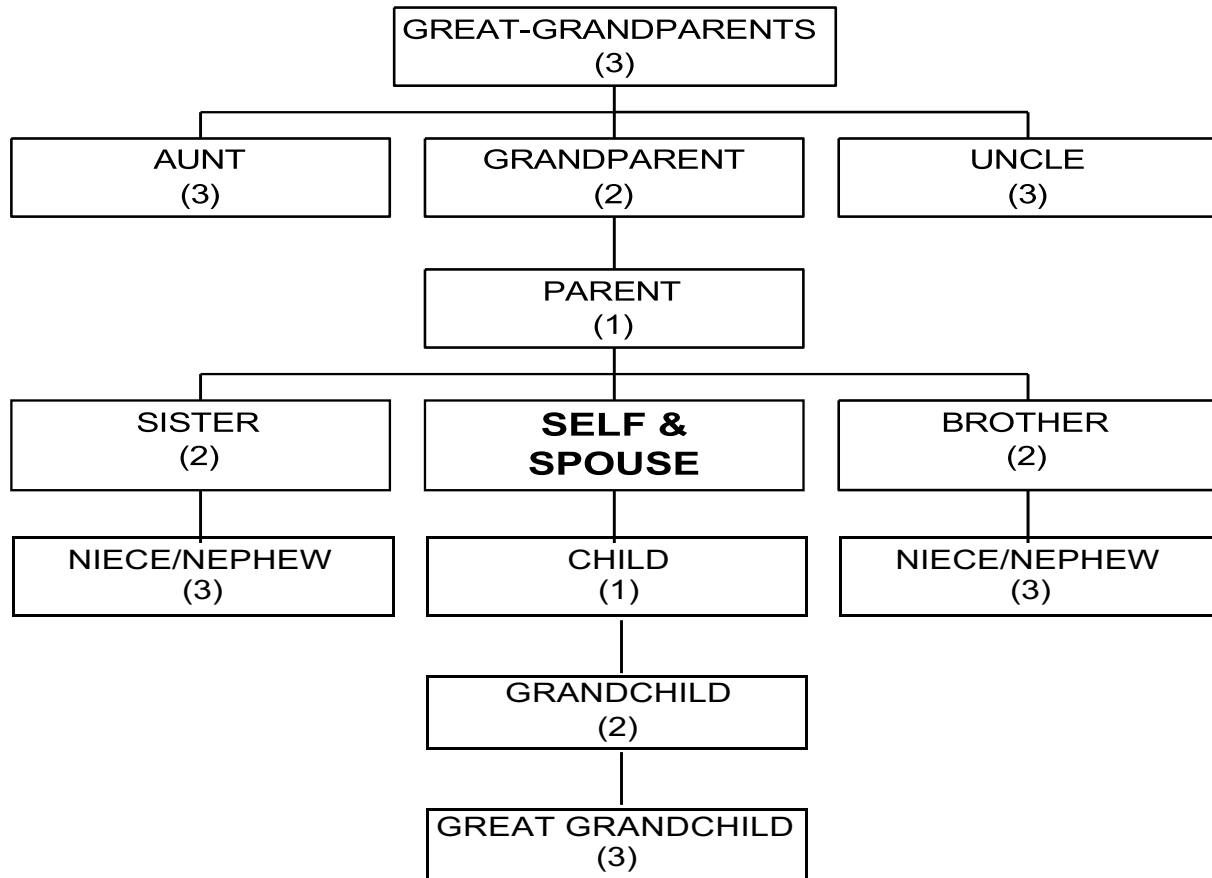 GREAT-GRANDPARENTS
(3)
AUNT
(3)
GRANDPARENT
(2)
UNCLE
(3)
PARENT
(1)
SISTER
(2)
SELF &
SPOUSE
BROTHER
(2)
NIECE/NEPHEW
(3)
CHILD
(1)
NIECE/NEPHEW
(3)
GRANDCHILD
(2)
GREAT GRANDCHILD
(3)